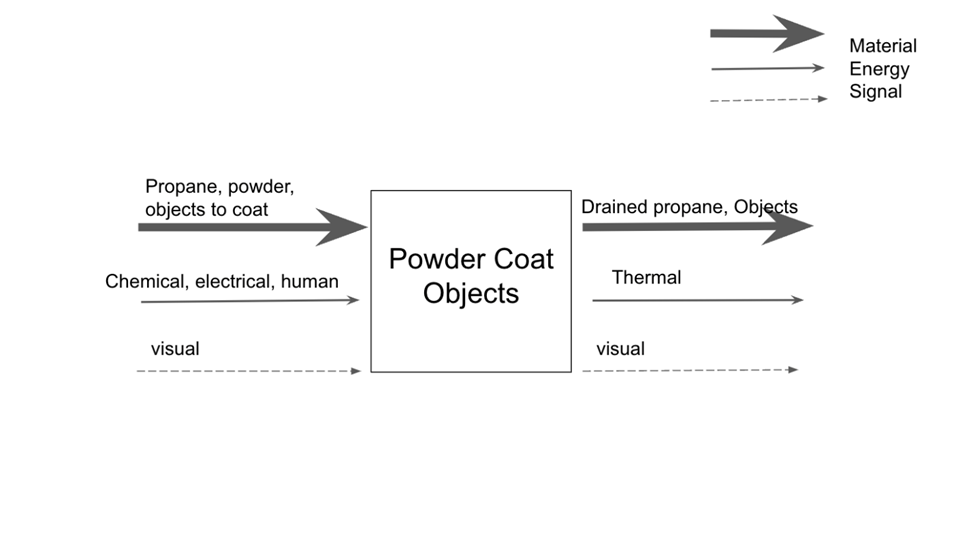 Material
Energy
Signal
Propane, powder,
objects to coat
Drained propane, Objects
Powder Coat
Objects
Chemical, electrical, human
Thermal
visual
visual